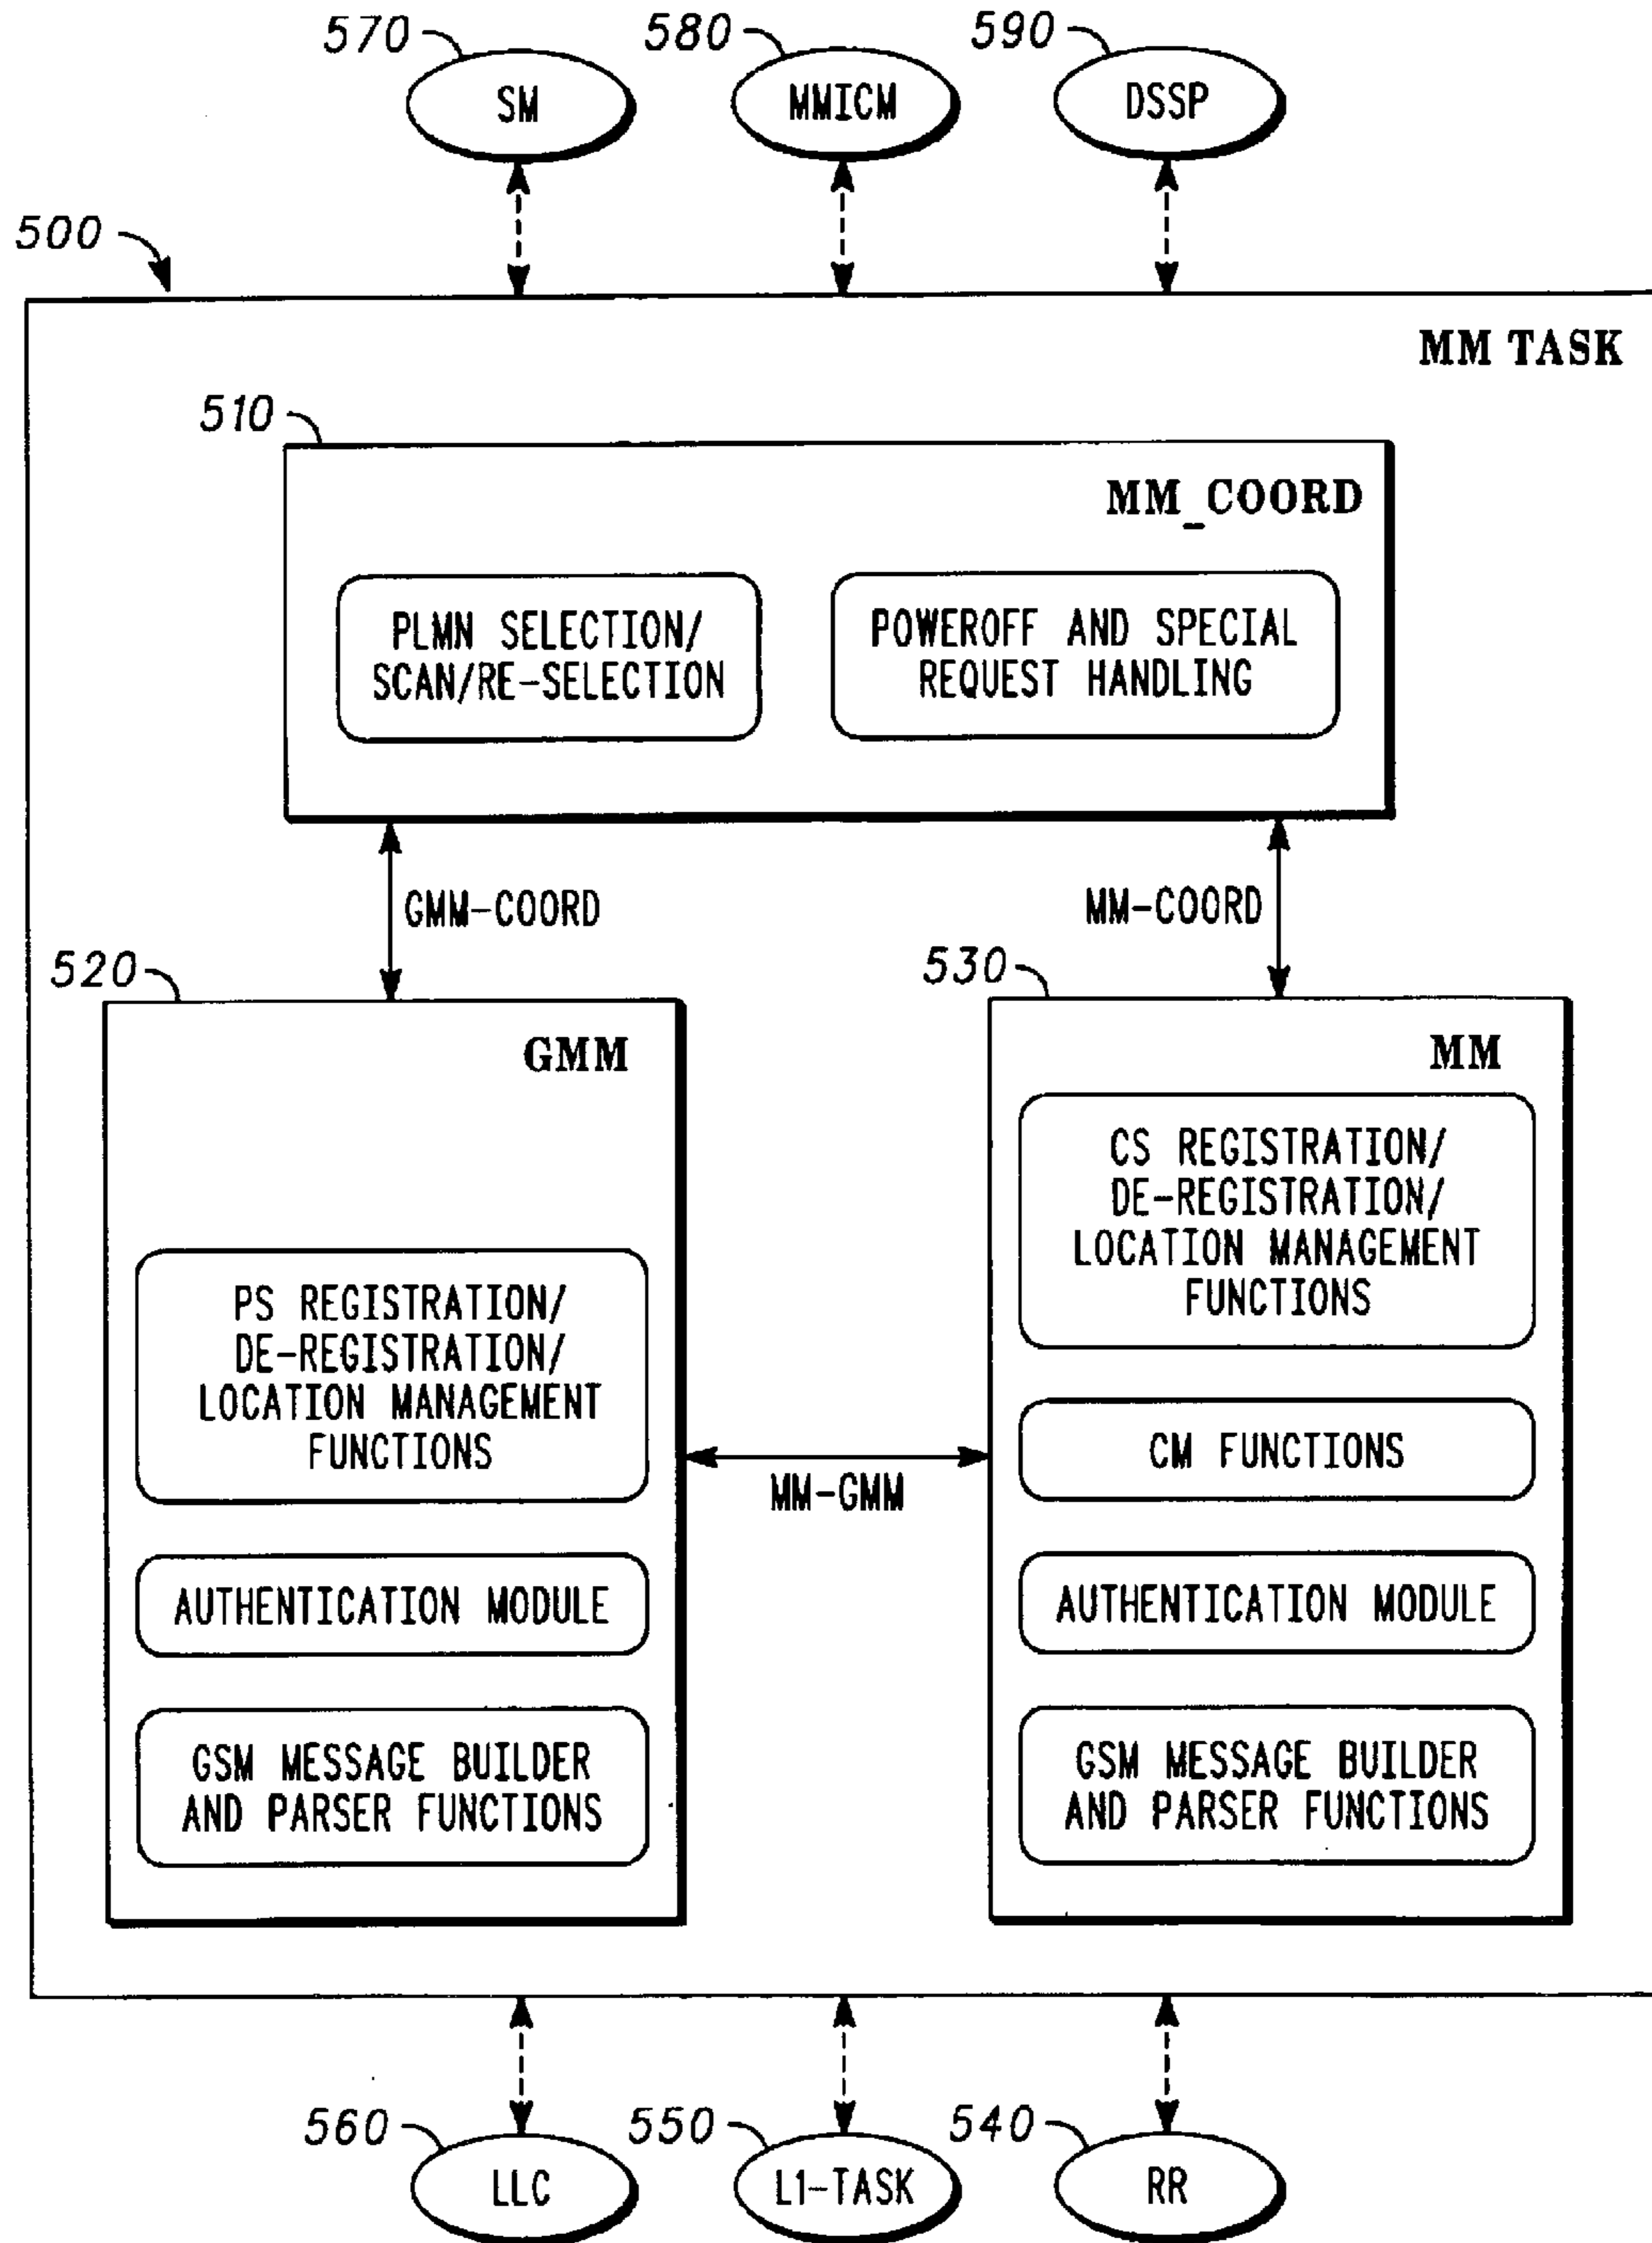 570
580
590
SM
MMICM
DSSP
500
MM TASK
510
MM_COORD
PLMN SELECTION/
SCAN/RE-SELECTION
POWEROFF AND SPECIAL
REQUEST HANDLING
GMM-COORD
MM-COORD
520
530
GMM
PS REGISTRATION/
DE-REGISTRATION/
LOCATION MANAGEMENT
FUNCTIONS
AUTHENTICATION MODULE
GSM MESSAGE BUILDER
AND PARSER FUNCTIONS
MM-GMM
MM
CS REGISTRATION/
DE-REGISTRATION/
LOCATION MANAGEMENT
FUNCTIONS
CM FUNCTIONS
AUTHENTICATION MODULE
GSM MESSAGE BUILDER
AND PARSER FUNCTIONS
560
550
540
LLC
L1-TASK
RR